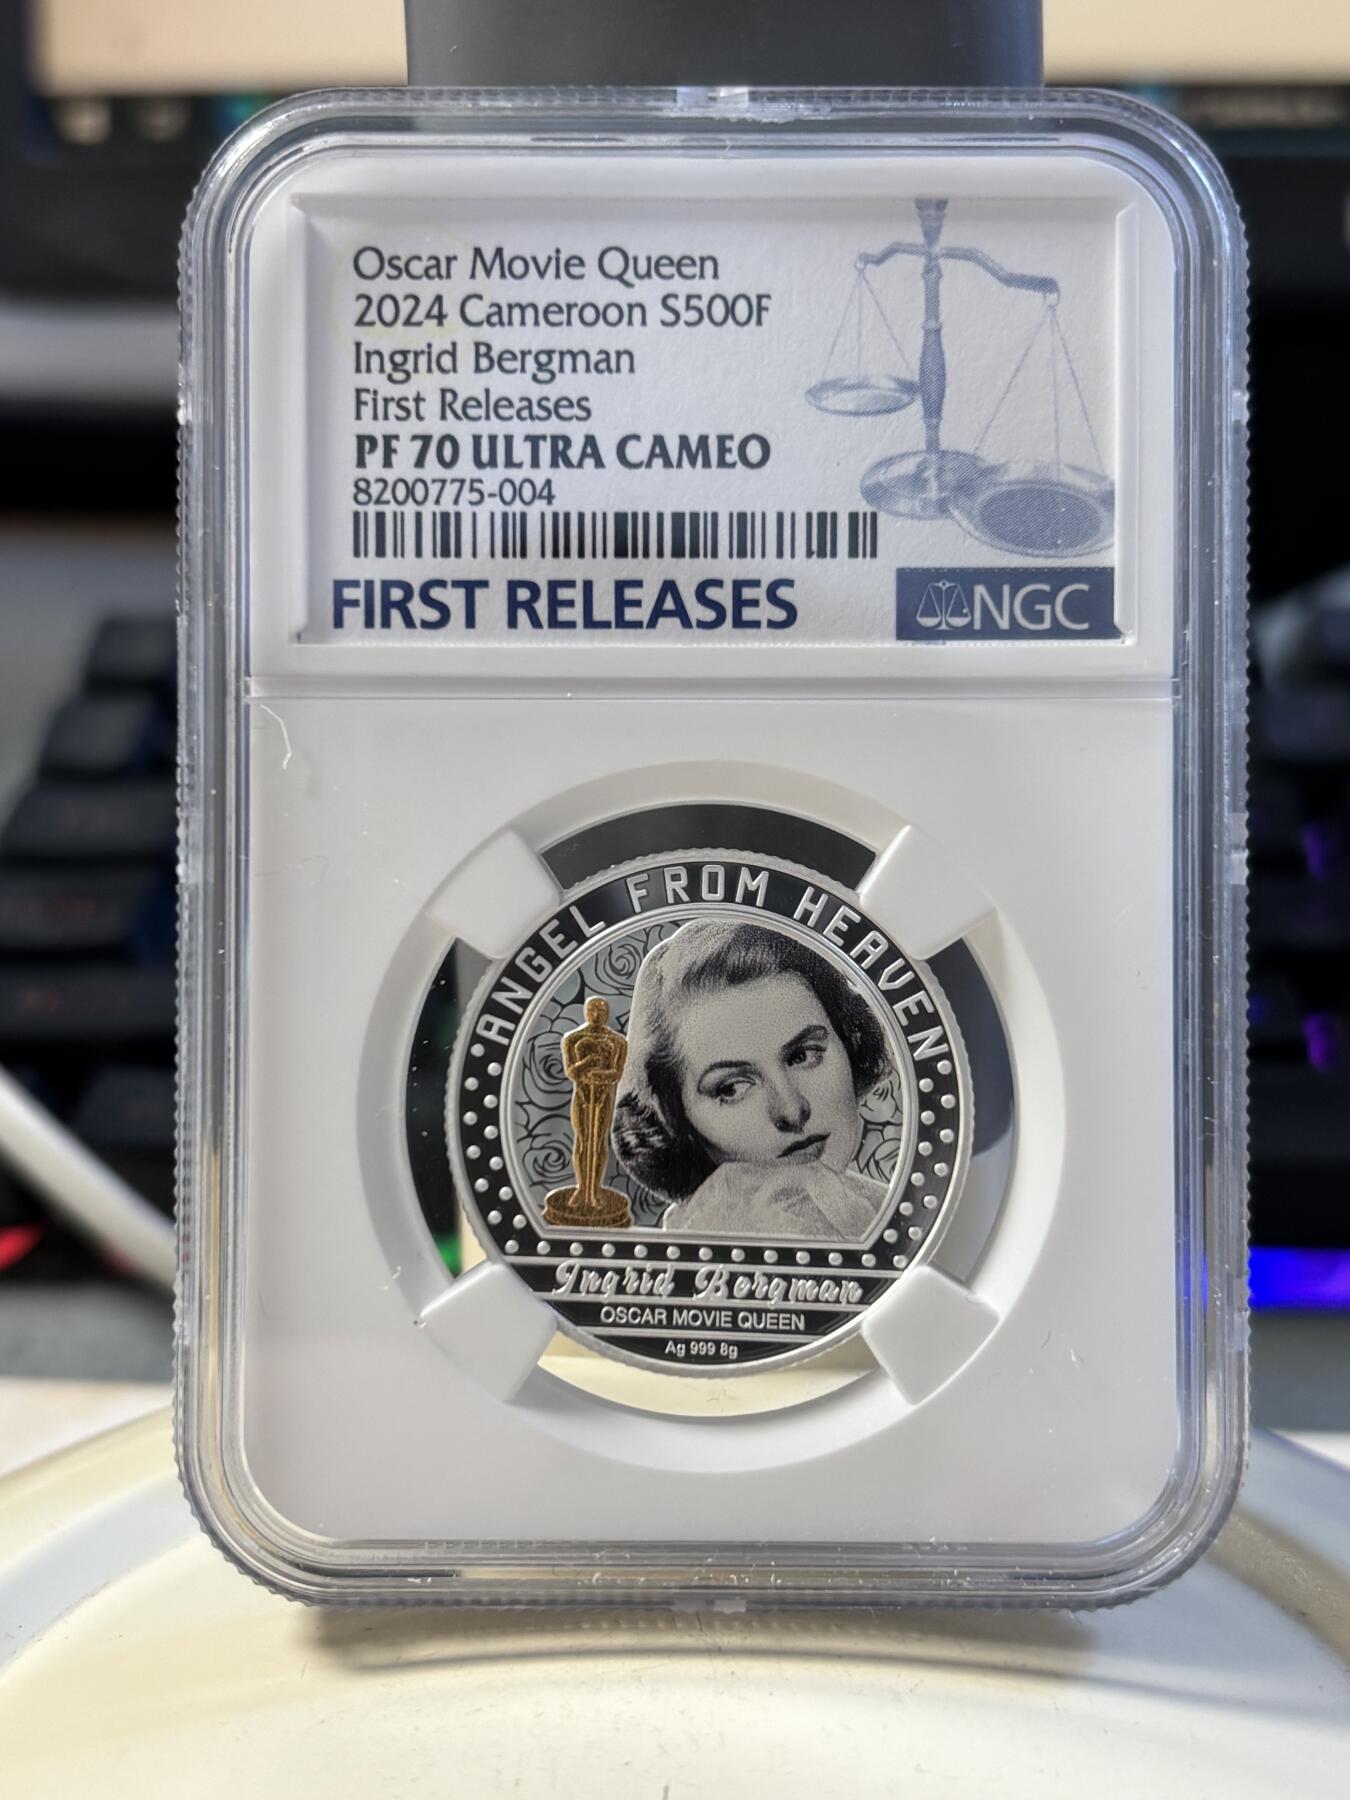 Oscar Movie Queen
2024 Cameroon S500F
Ingrid Bergman
First Releases
PF 70 ULTRA CAMEO
8200775-004
FIRST RELEASES
NGC
ANGEL FROM HERVEN
Ingrid Bergman
OSCAR MOVIE QUEEN
Ag 999 8g